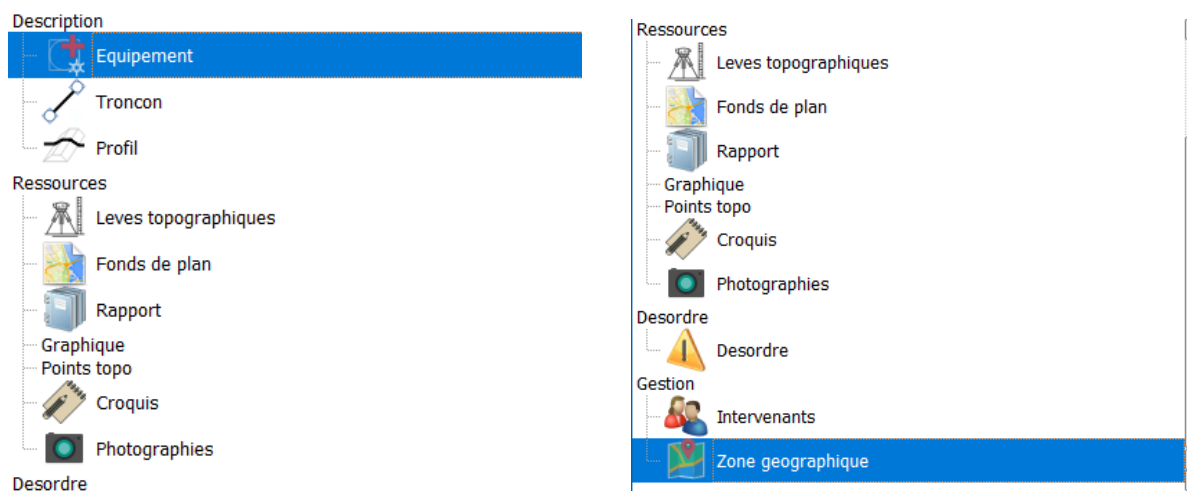 Description
Equipement
Troncon
Profil
Ressources
Leves topographiques
Fonds de plan
Rapport
Graphique
Points topo
Croquis
Photographies
Desordre
Ressources
Leves topographiques
Fonds de plan
Rapport
Graphique
Points topo
Croquis
Photographies
Desordre
Desordre
Gestion
Intervenants
Zone geographique